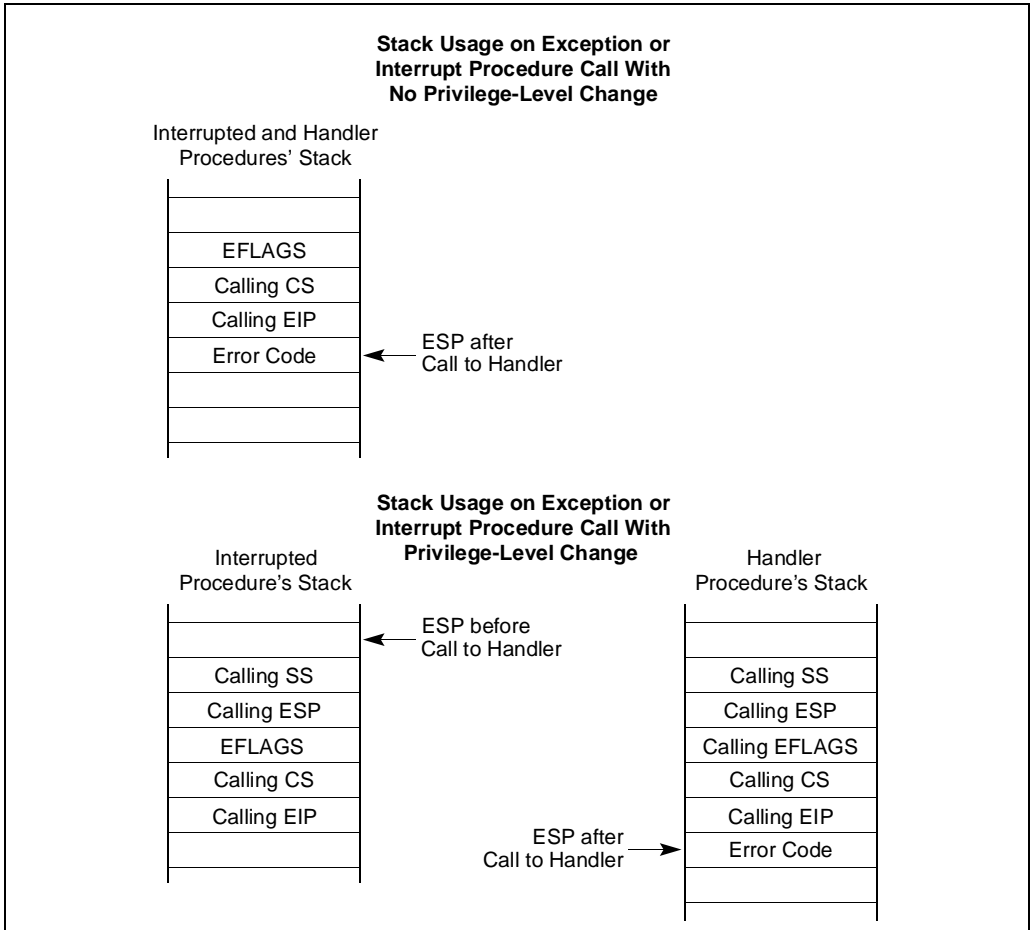 Stack Usage on Exception or
Interrupt Procedure Call With
No Privilege-Level Change
Interrupted and Handler
Procedures’ Stack
EFLAGS
Calling CS
Calling EIP
Error Code
ESP after
Call to Handler
Stack Usage on Exception or
Interrupt Procedure Call With
Privilege-Level Change
Interrupted
Procedure’s Stack
ESP before
Call to Handler
Calling SS
Calling ESP
EFLAGS
Calling CS
Calling EIP
Handler
Procedure’s Stack
Calling SS
Calling ESP
Calling EFLAGS
Calling CS
Calling EIP
Error Code
ESP after
Call to Handler